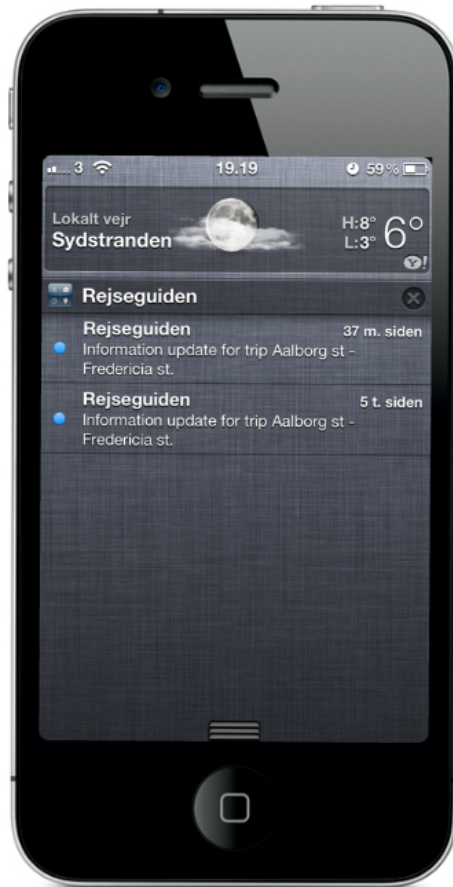 3 19.19 59 %
Lokalt vejr
Sydstranden
H:8° 6°
L:3°
Y!
Rejseguiden
Rejseguiden 37 m. siden
Information update for trip Aalborg st -
Fredericia st.
Rejseguiden 5 t. siden
Information update for trip Aalborg st -
Fredericia st.